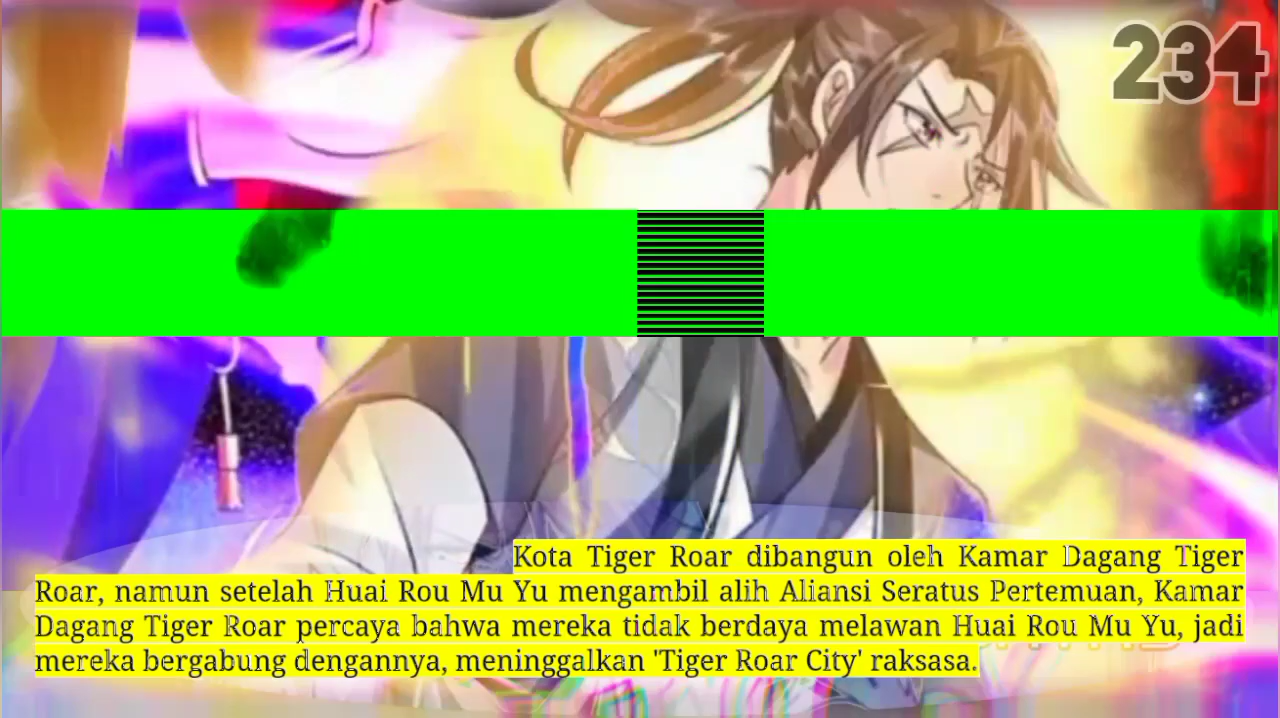 234
Kota Tiger Roar dibangun oleh Kamar Dagang Tiger
Roar, namun setelah Huai Rou Mu Yu mengambil alih Aliansi Seratus Pertemuan, Kamar
Dagang Tiger Roar percaya bahwa mereka tidak berdaya melawan Huai Rou Mu Yu, jadi
mereka bergabung dengannya, meninggalkan 'Tiger Roar City' raksasa.